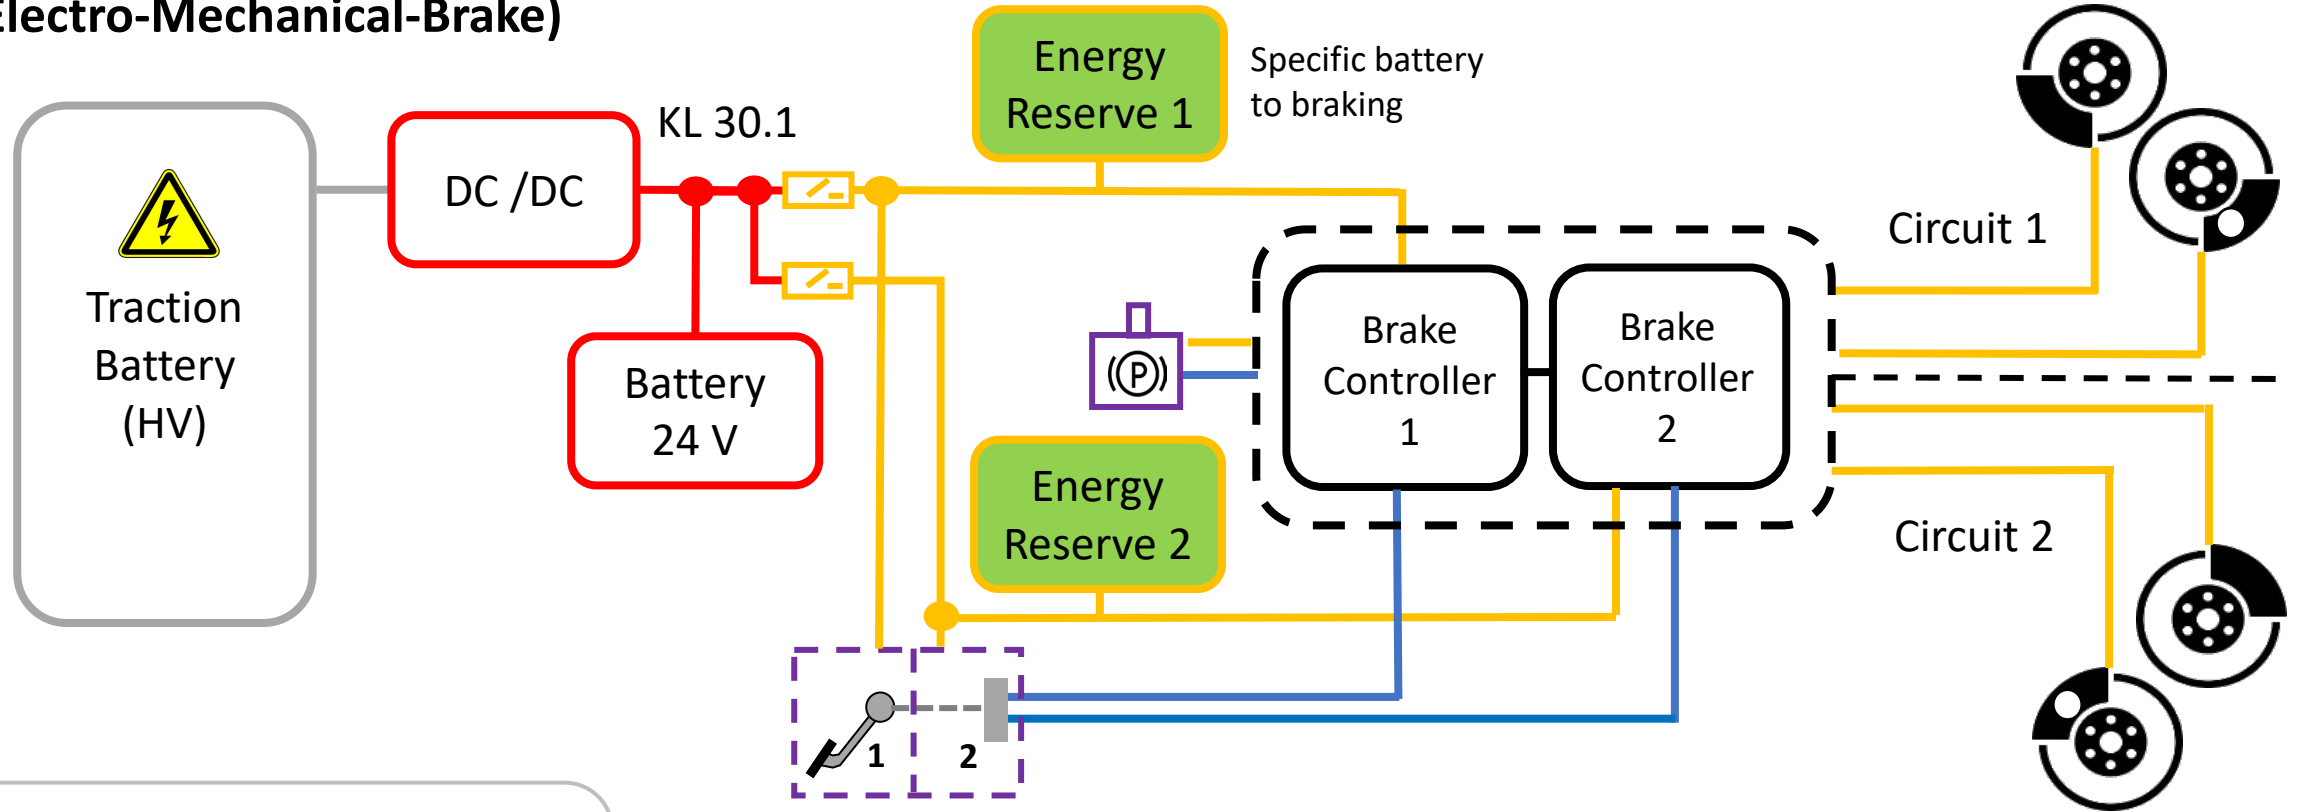 Electro-Mechanical-Brake)
Energy
Reserve 1
Specific battery
to braking
KL 30.1
DC /DC
Traction
Battery
(HV)
Battery
24 V
Circuit 1
Brake
Controller
1
Brake
Controller
2
(P)
Energy
Reserve 2
Circuit 2
1
2